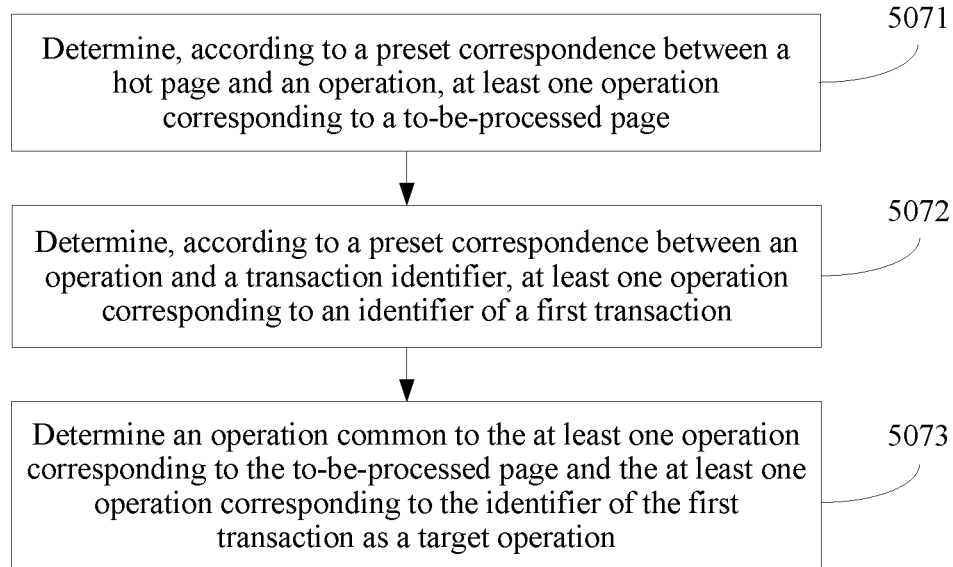 5071
Determine, according to a preset correspondence between a
hot page and an operation, at least one operation
corresponding to a to-be-processed page
5072
Determine, according to a preset correspondence between an
operation and a transaction identifier, at least one operation
corresponding to an identifier of a first transaction
5073
Determine an operation common to the at least one operation
corresponding to the to-be-processed page and the at least one
operation corresponding to the identifier of the first
transaction as a target operation